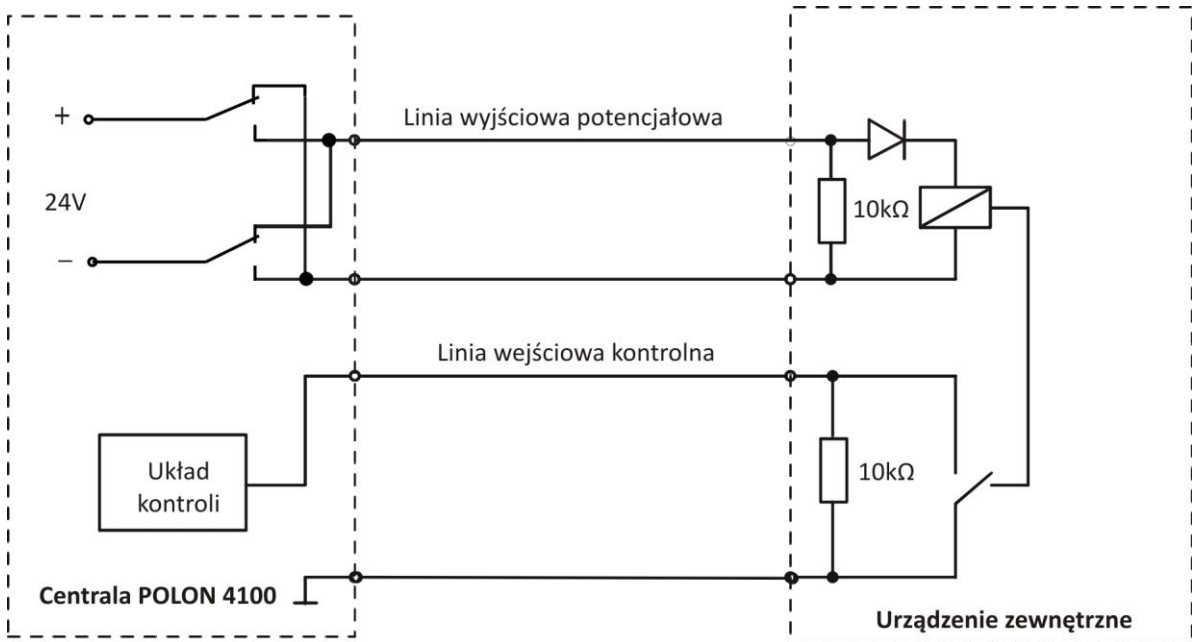 +
Linia wyjściowa potencjałowa
24V
10kΩ
−
Linia wejściowa kontrolna
Układ
kontroli
10kΩ
Centrala POLON 4100
Urządzenie zewnętrzne